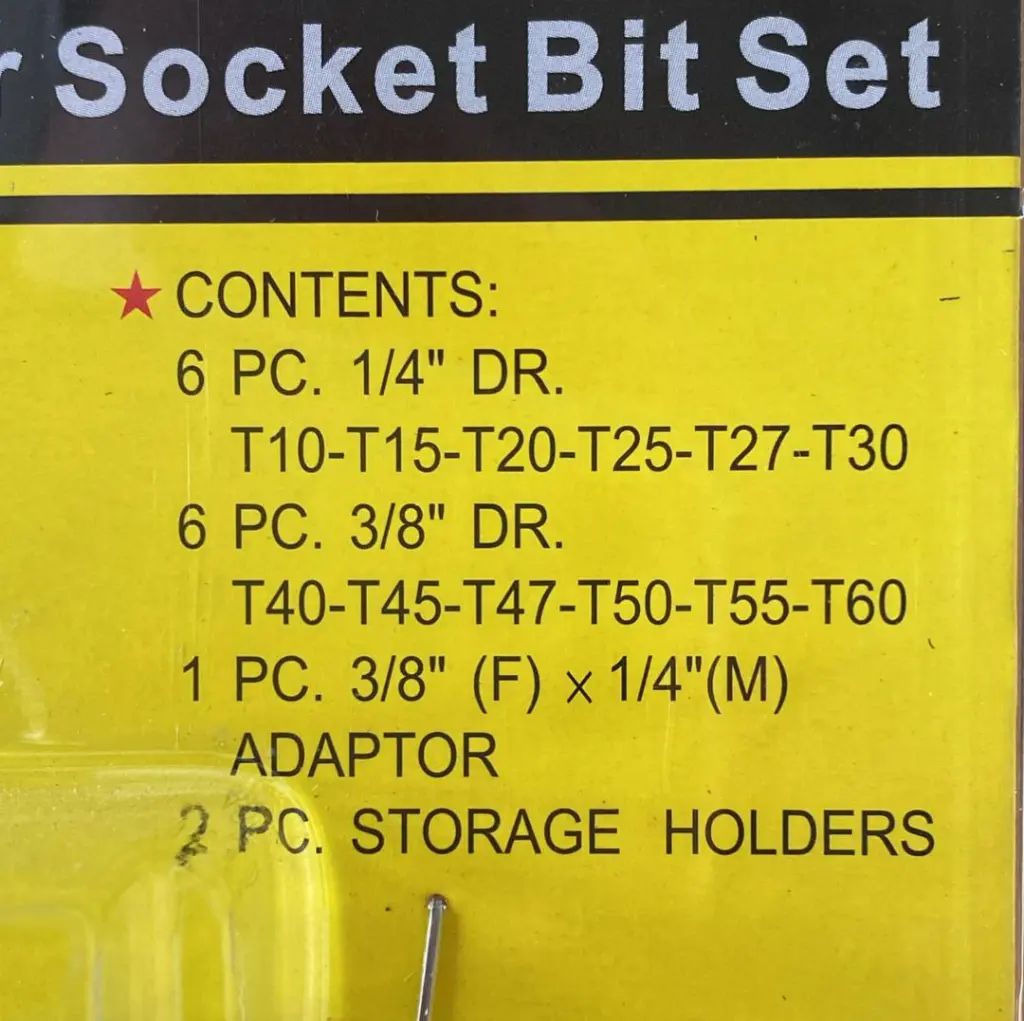 Socket Bit Set
★ CONTENTS:
6 PC. 1/4" DR.
T10-T15-T20-T25-T27-T30
6 PC. 3/8" DR.
T40-T45-T47-T50-T55-T60
1 PC. 3/8" (F) x 1/4"(M)
ADAPTOR
2 PC. STORAGE HOLDERS